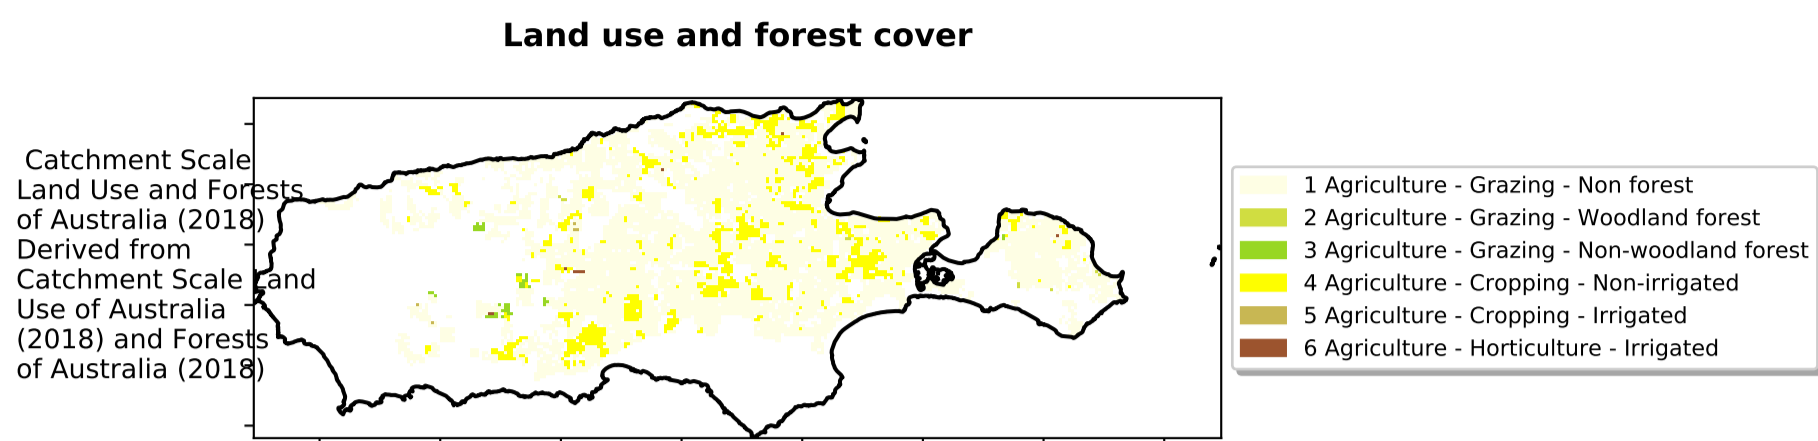 Land use and forest cover
Catchment Scale
Land Use and Forests
of Australia (2018)
Derived from
Catchment Scale Land
Use of Australia
(2018) and Forests
of Australia (2018)
1 Agriculture - Grazing - Non forest
2 Agriculture - Grazing - Woodland forest
3 Agriculture - Grazing - Non-woodland forest
4 Agriculture - Cropping - Non-irrigated
5 Agriculture - Cropping - Irrigated
6 Agriculture - Horticulture - Irrigated